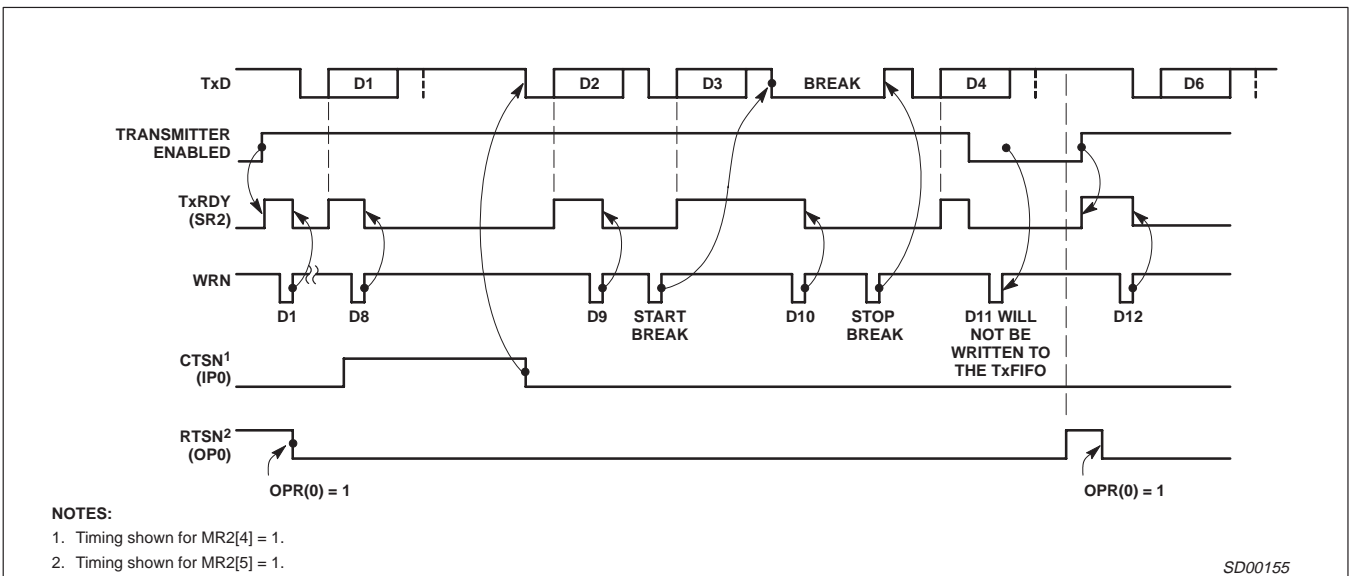 TxD
D1
D2
D3
BREAK
D4
D6
TRANSMITTER
ENABLED
TxRDY
(SR2)
WRN
D1
D8
D9
START
BREAK
D10
STOP
BREAK
D11 WILL
NOT BE
WRITTEN TO
THE TxFIFO
D12
CTSN1
(IP0)
RTSN2
(OP0)
OPR(0) = 1
OPR(0) = 1
NOTES:
1. Timing shown for MR2[4] = 1.
2. Timing shown for MR2[5] = 1.
SD00155